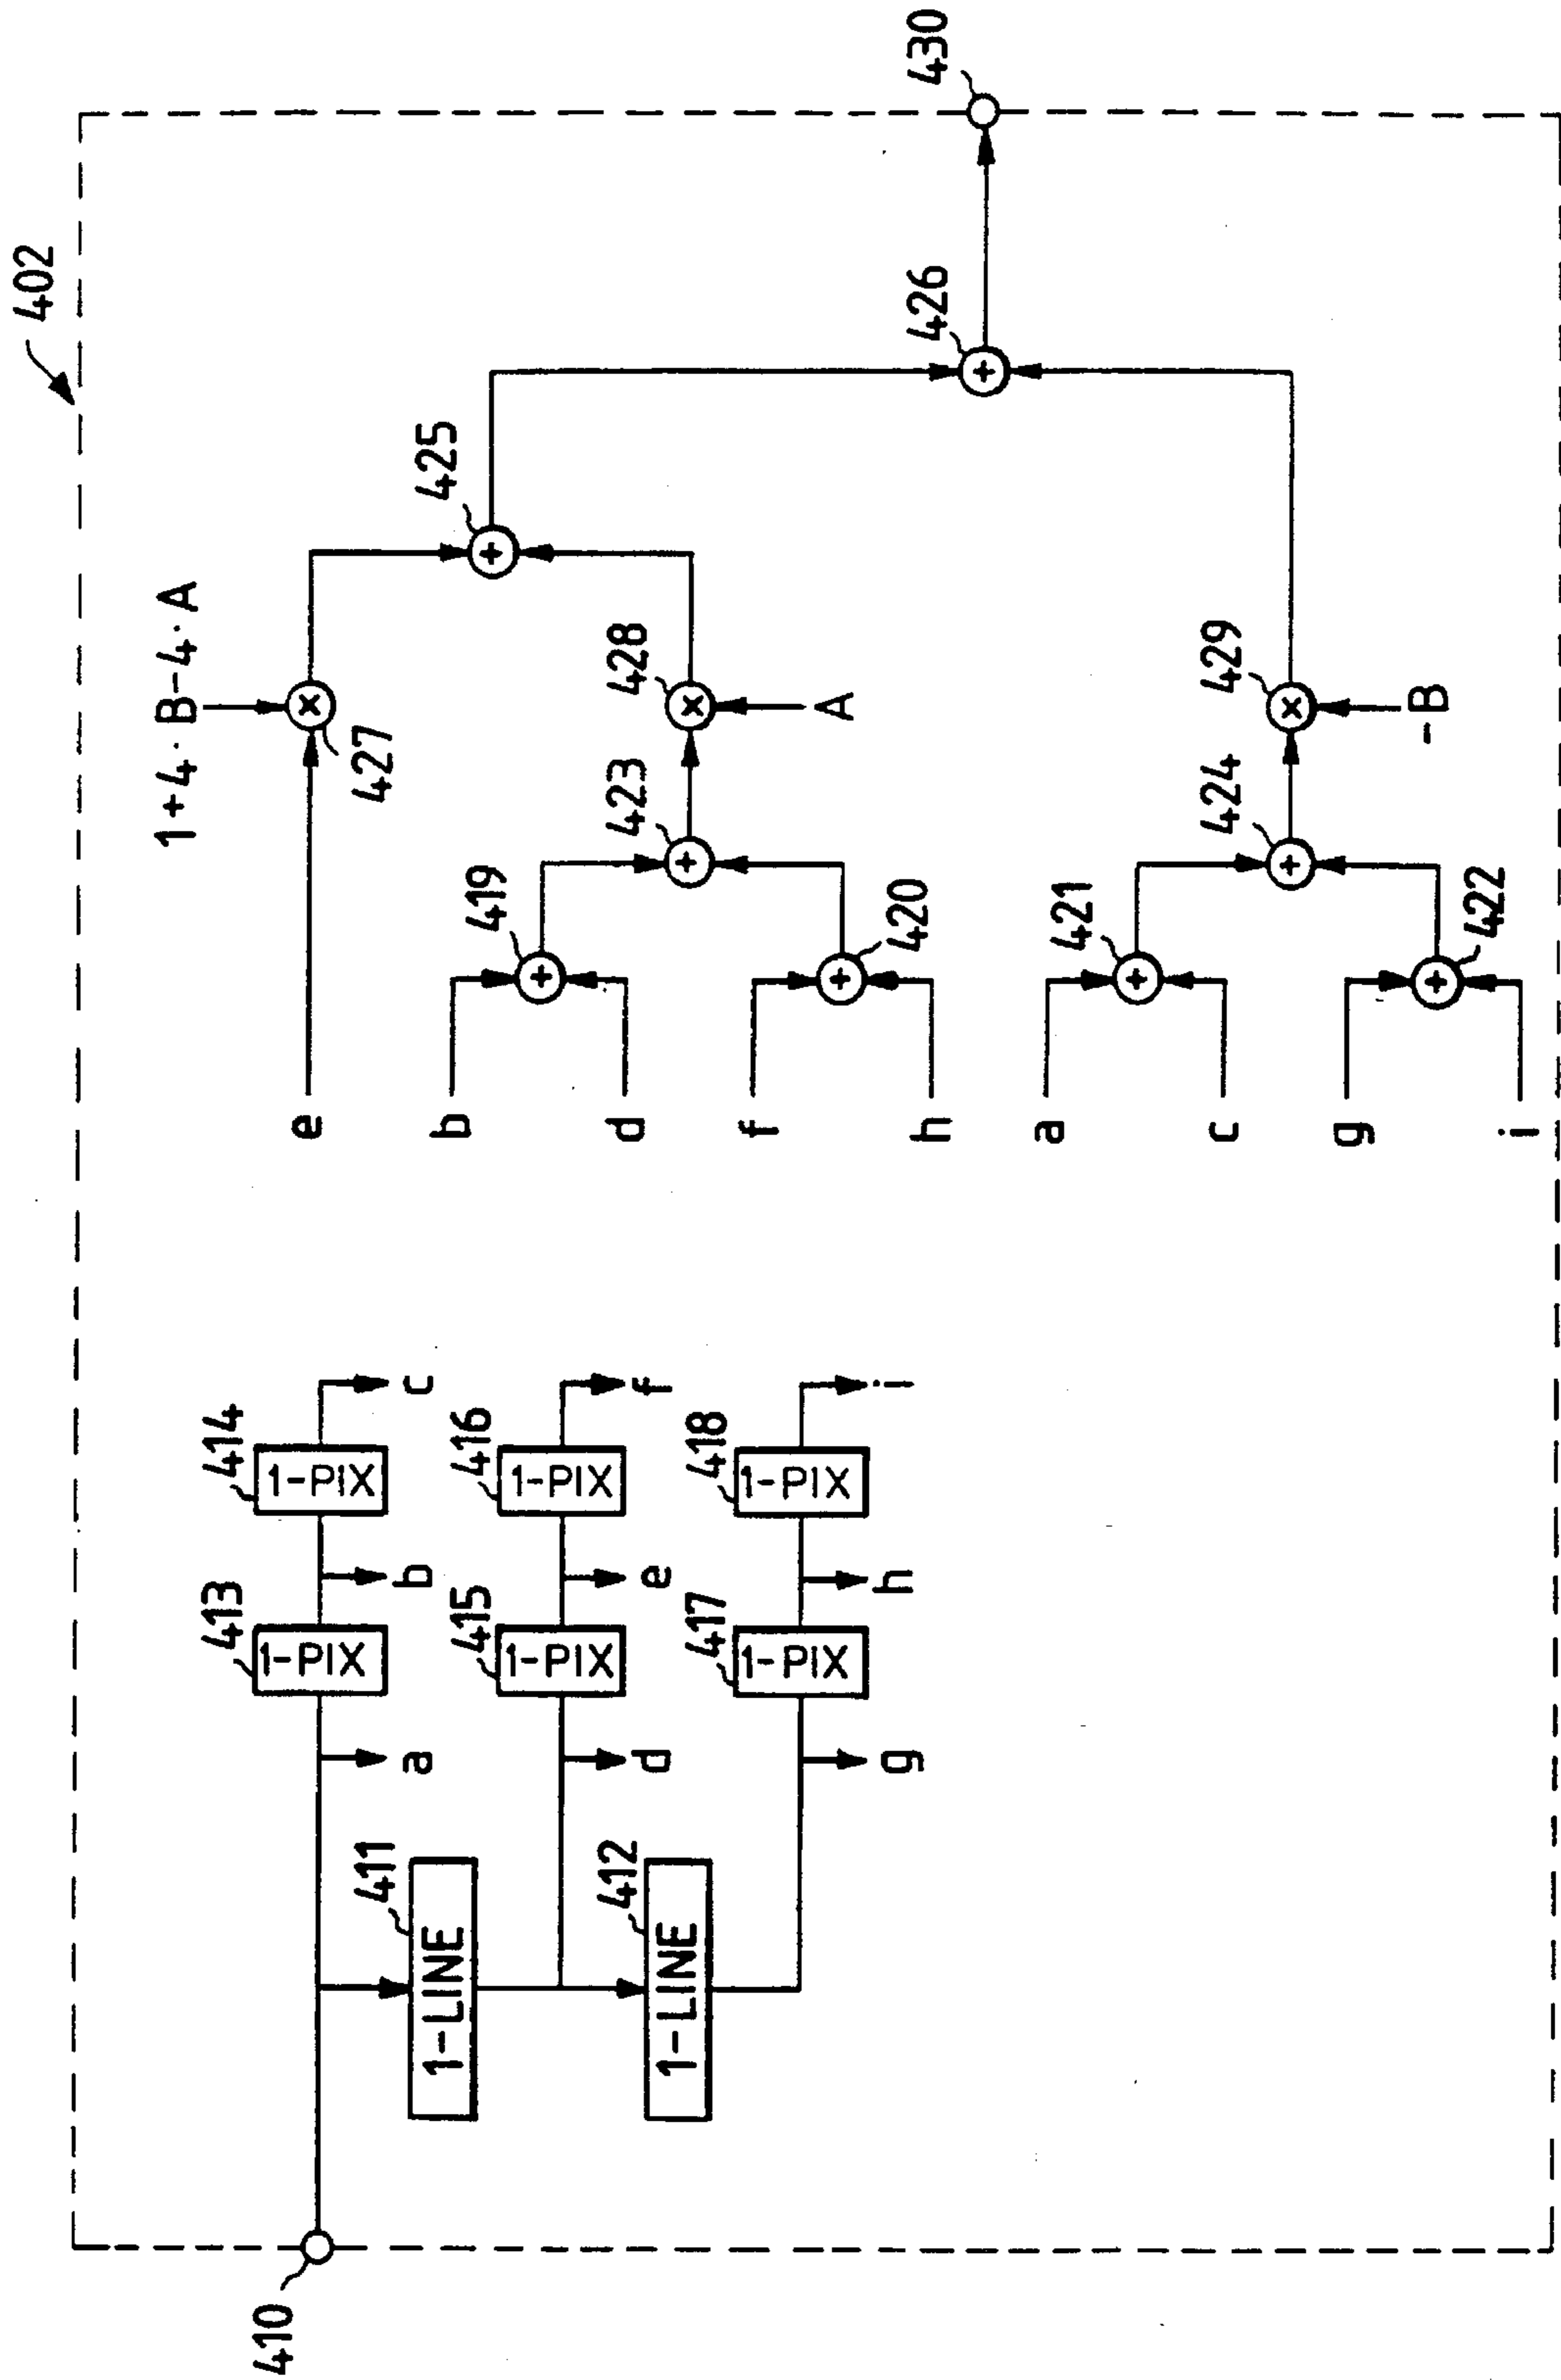 402
410
411
1-LINE
412
1-LINE
413
1-PIX
414
1-PIX
a
b
c
415
1-PIX
416
1-PIX
d
e
f
417
1-PIX
418
1-PIX
g
h
i
1+4·B-4·A
e
427
×
b
d
419
+
f
h
420
+
423
+
428
×
A
425
+
a
c
421
+
g
i
422
+
424
+
429
×
-B
426
+
430